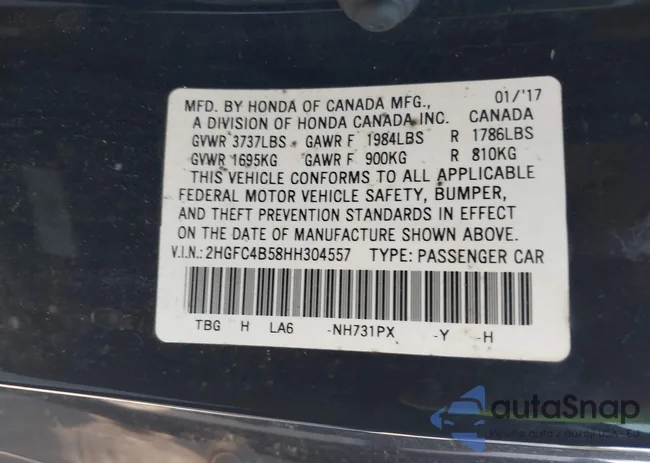 MFD. BY HONDA OF CANADA MFG., 01/'17
A DIVISION OF HONDA CANADA INC. CANADA
GVWR 3737LBS GAWR F 1984LBS R 1786LBS
GVWR 1695KG GAWR F 900KG R 810KG
THIS VEHICLE CONFORMS TO ALL APPLICABLE
FEDERAL MOTOR VEHICLE SAFETY, BUMPER,
AND THEFT PREVENTION STANDARDS IN EFFECT
ON THE DATE OF MANUFACTURE SHOWN ABOVE.
V.I.N.: 2HGFC4B58HH304557 TYPE: PASSENGER CAR
TBG H LA6 -NH731PX -Y -H
autaSnap